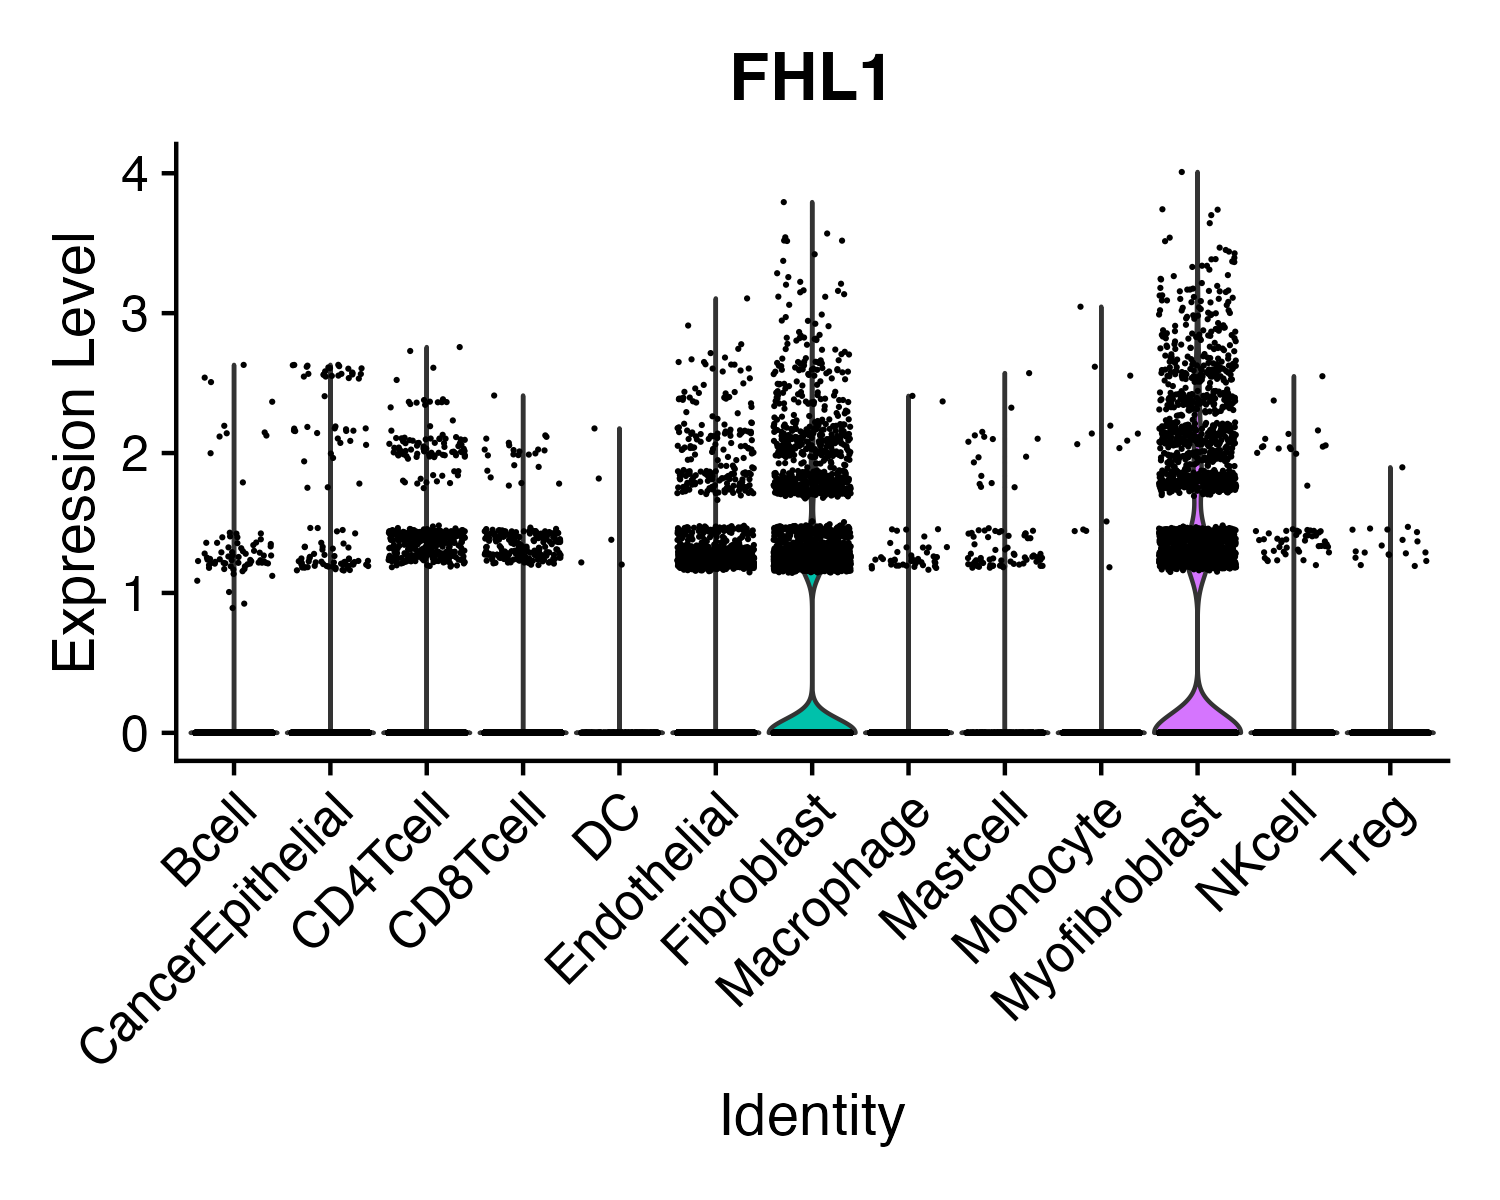 FHL1
Expression Level
4
3
2
1
0
Bcell
CancerEpithelial
CD4Tcell
CD8Tcell
DC
Endothelial
Fibroblast
Macrophage
Mastcell
Monocyte
Myofibroblast
NKcell
Treg
Identity